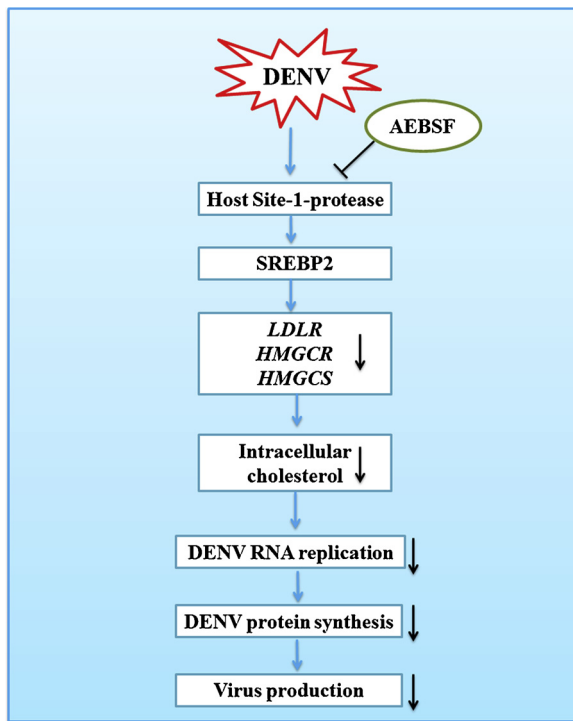 DENV
AEBSF
Host Site-1-protease
SREBP2
LDLR
HMGCR
HMGCS
Intracellular
cholesterol
DENV RNA replication
DENV protein synthesis
Virus production